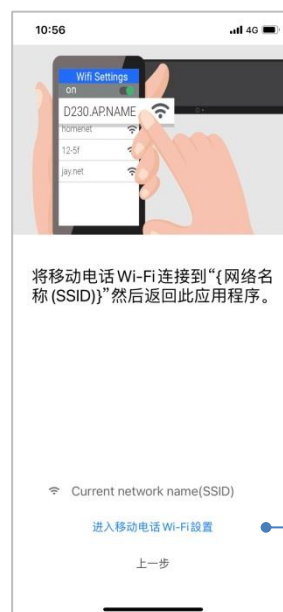 10:56
4G
Wifi Settings
on
D230.AP.NAME
homenet
12-5f
jay.net
将移动电话 Wi-Fi 连接到“{网络名
称 (SSID)}”然后返回此应用程序。
Current network name(SSID)
进入移动电话 Wi-Fi 設置
上一步